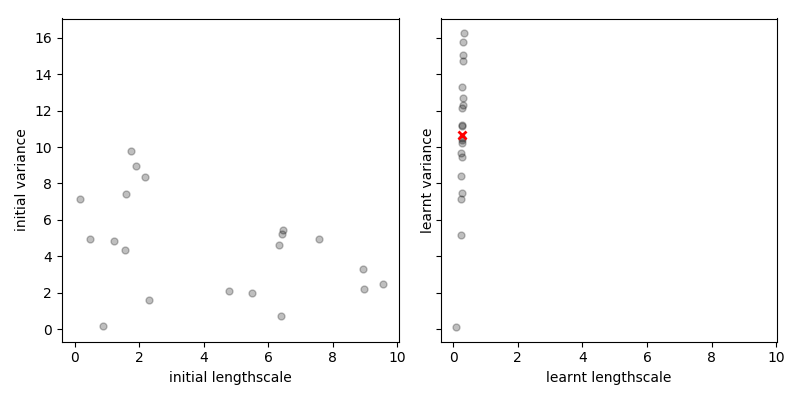 initial variance
16
14
12
10
8
6
4
2
0
0 2 4 6 8 10
initial lengthscale
learnt variance
0 2 4 6 8 10
learnt lengthscale